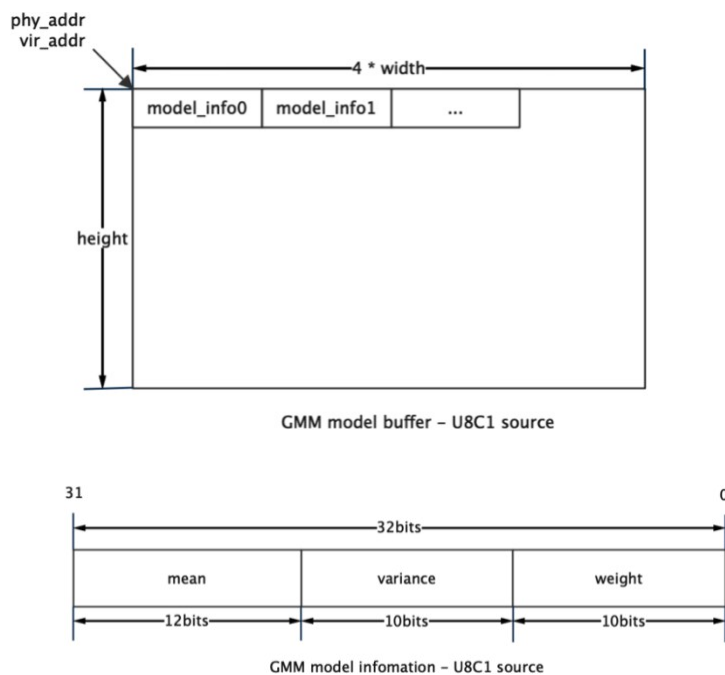 phy_addr
vir_addr
4 * width
model_info0 model_info1 ...
height
GMM model buffer – U8C1 source
31 0
32bits
mean variance weight
12bits 10bits 10bits
GMM model infomation – U8C1 source